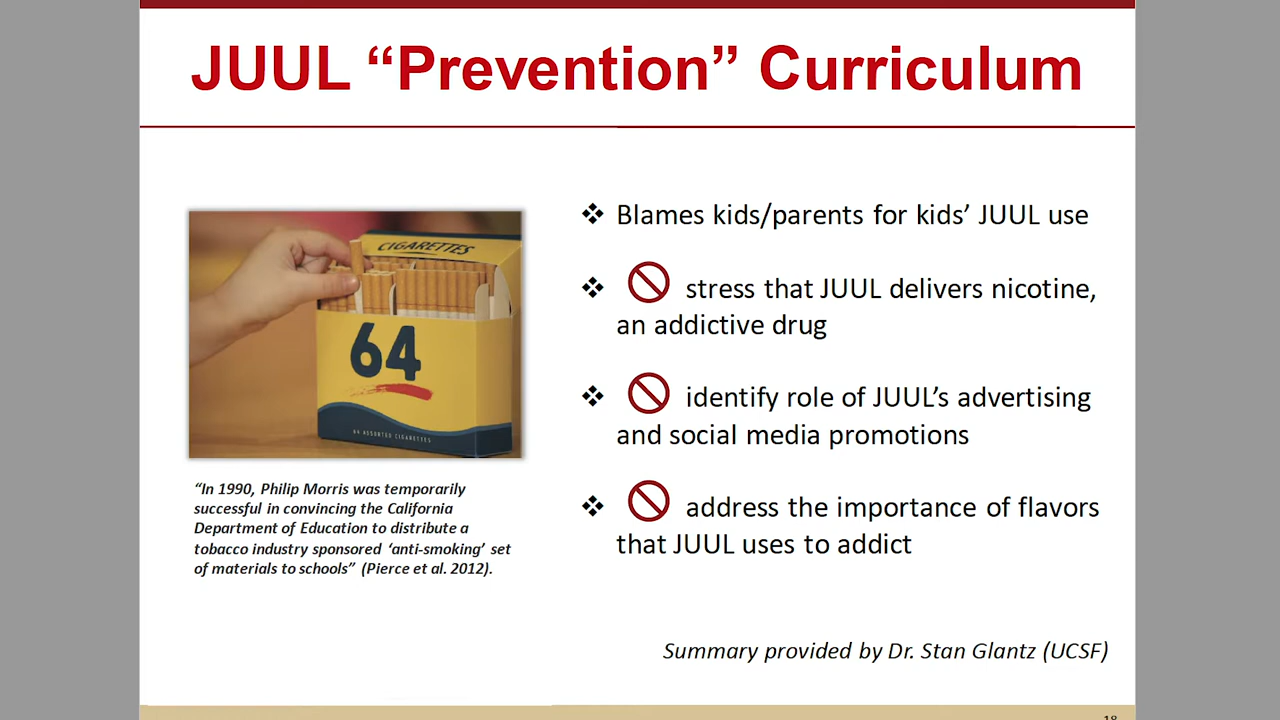 JUUL “Prevention” Curriculum
CIGARETTES
64
64 ASSORTED CIGARETTES
“In 1990, Philip Morris was temporarily
successful in convincing the California
Department of Education to distribute a
tobacco industry sponsored ‘anti-smoking’ set
of materials to schools” (Pierce et al. 2012).
❖ Blames kids/parents for kids’ JUUL use
❖ stress that JUUL delivers nicotine,
an addictive drug
❖ identify role of JUUL’s advertising
and social media promotions
❖ address the importance of flavors
that JUUL uses to addict
Summary provided by Dr. Stan Glantz (UCSF)
18